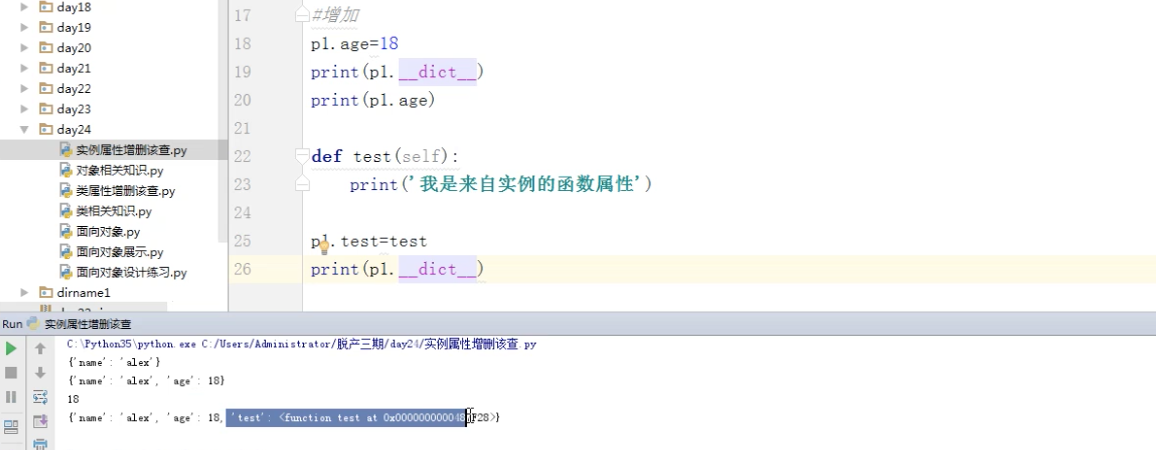 day18
day19
day20
day21
day22
day23
day24
实例属性增删该查.py
对象相关知识.py
类属性增删该查.py
类相关知识.py
面向对象.py
面向对象展示.py
面向对象设计练习.py
dirname1
17 #增加
18 p1.age=18
19 print(p1.__dict__)
20 print(p1.age)
21
22 def test(self):
23 print('我是来自实例的函数属性')
24
25 p1.test=test
26 print(p1.__dict__)
Run 实例属性增删该查
C:\Python35\python.exe C:/Users/Administrator/脱产三期/day24/实例属性增删该查.py
{'name': 'alex'}
{'name': 'alex', 'age': 18}
18
{'name': 'alex', 'age': 18, 'test': <function test at